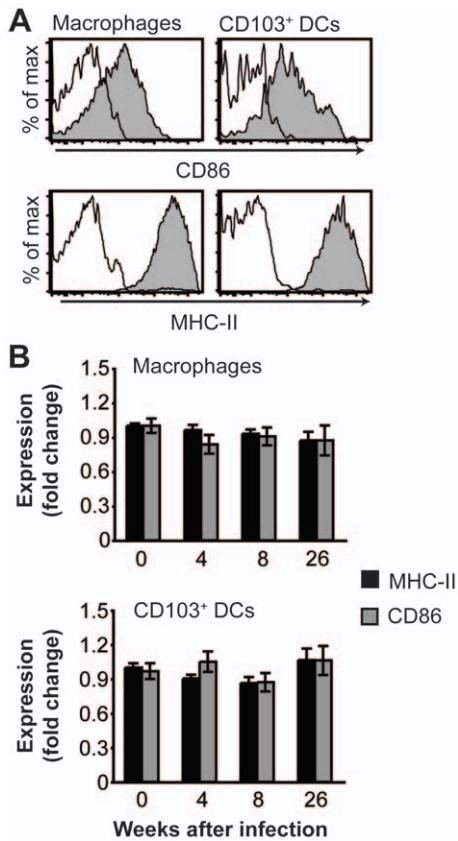 A
Macrophages
CD103⁺ DCs
% of max
CD86
% of max
MHC-II
B
Macrophages
Expression
(fold change)
1.5
1.2
0.9
0.6
0.3
0
0 4 8 26
MHC-II
CD86
CD103⁺ DCs
Expression
(fold change)
1.5
1.2
0.9
0.6
0.3
0
0 4 8 26
Weeks after infection